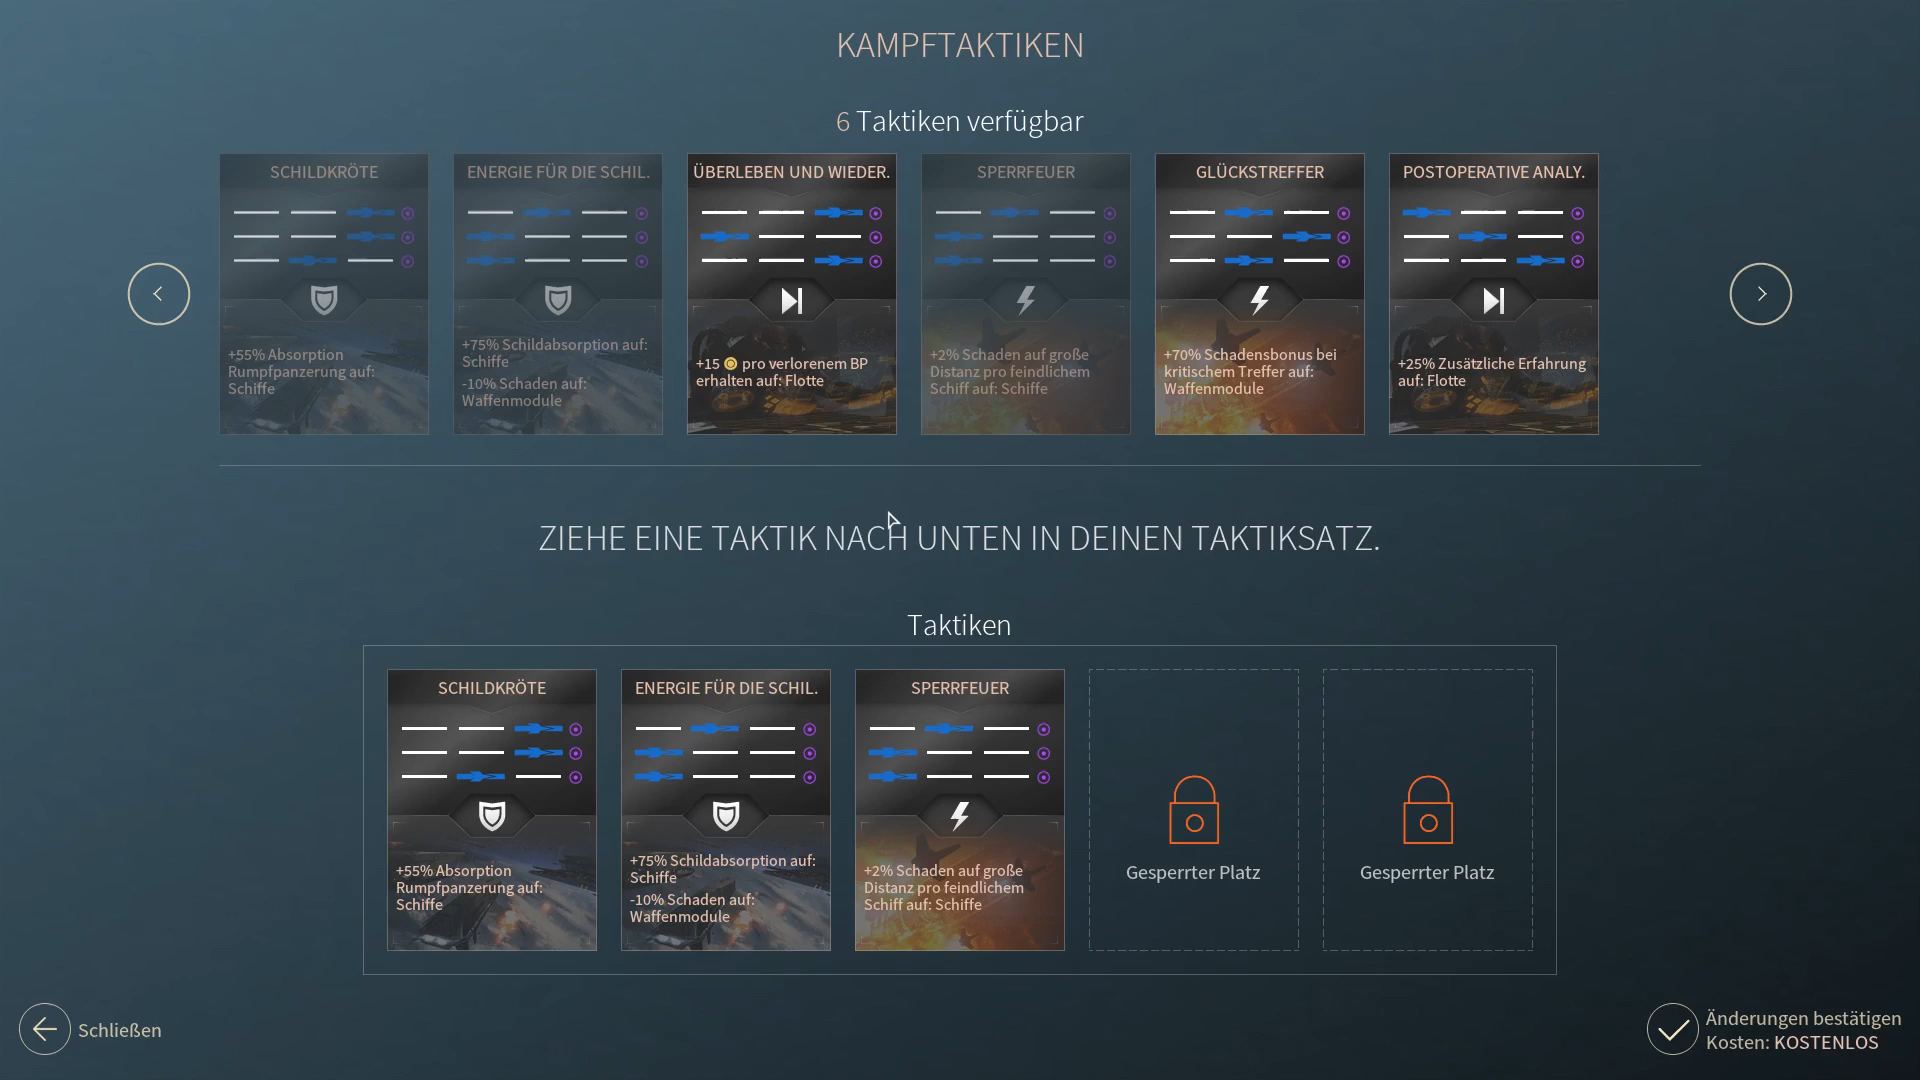 KAMPFTAKTIKEN
6 Taktiken verfügbar
SCHILDKRÖTE
+55% Absorption
Rumpfpanzerung auf:
Schiffe
ENERGIE FÜR DIE SCHIL.
+75% Schildabsorption auf:
Schiffe
-10% Schaden auf:
Waffenmodule
ÜBERLEBEN UND WIEDER.
+15 pro verlorenem BP
erhalten auf: Flotte
SPERRFEUER
+2% Schaden auf große
Distanz pro feindlichem
Schiff auf: Schiffe
GLÜCKSTREFFER
+70% Schadensbonus bei
kritischem Treffer auf:
Waffenmodule
POSTOPERATIVE ANALY.
+25% Zusätzliche Erfahrung
auf: Flotte
ZIEHE EINE TAKTIK NACH UNTEN IN DEINEN TAKTIKSATZ.
Taktiken
SCHILDKRÖTE
+55% Absorption
Rumpfpanzerung auf:
Schiffe
ENERGIE FÜR DIE SCHIL.
+75% Schildabsorption auf:
Schiffe
-10% Schaden auf:
Waffenmodule
SPERRFEUER
+2% Schaden auf große
Distanz pro feindlichem
Schiff auf: Schiffe
Gesperrter Platz
Gesperrter Platz
Schließen
Änderungen bestätigen
Kosten: KOSTENLOS